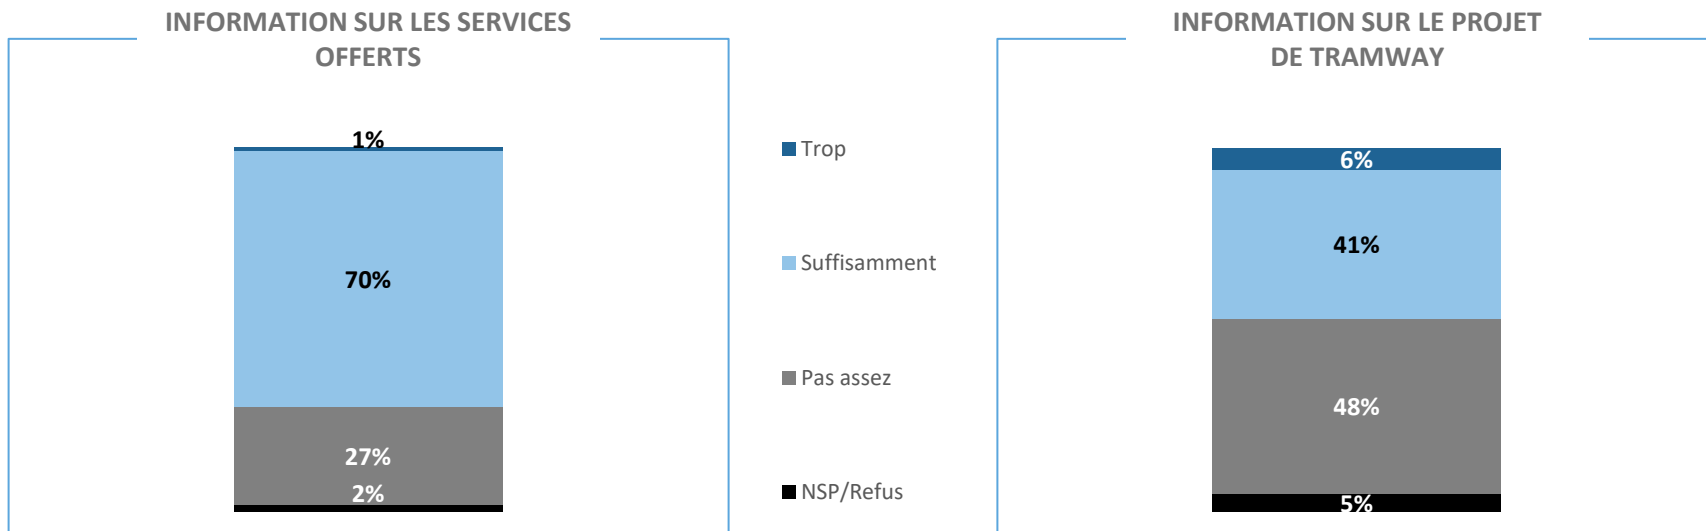 INFORMATION SUR LES SERVICES
OFFERTS
1%
70%
27%
2%
Trop
Suffisamment
Pas assez
NSP/Refus
INFORMATION SUR LE PROJET
DE TRAMWAY
6%
41%
48%
5%